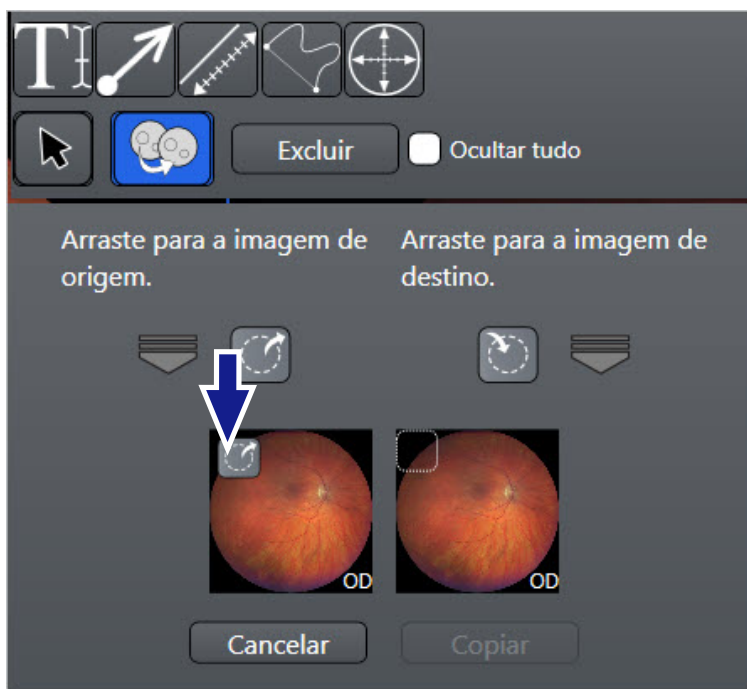 T
Excluir
Ocultar tudo
Arraste para a imagem de
origem.
Arraste para a imagem de
destino.
OD
OD
Cancelar
Copiar